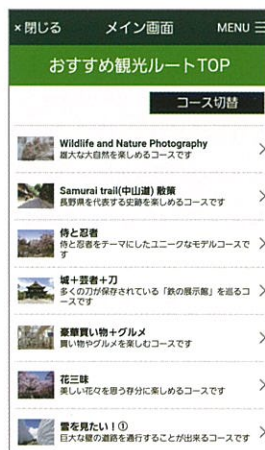 ×閉じる メイン画面 MENU
おすすめ観光ルートTOP
コース切替
Wildlife and Nature Photography
雄大な大自然を楽しめるコースです
Samurai trail(中山道) 散策
長野県を代表する史跡を楽しめるコースです
侍と忍者
侍と忍者をテーマにしたユニークなモデルコースで
す
城+芸者+刀
多くの刀が保存されている「鉄の展示館」を巡るコ
ースです
豪華買い物+グルメ
買い物やグルメを楽しむコースです
花三昧
美しい花々を思う存分に楽しめるコースです
雪を見たい!①
巨大な壁の道路を通行することが出来るコースです